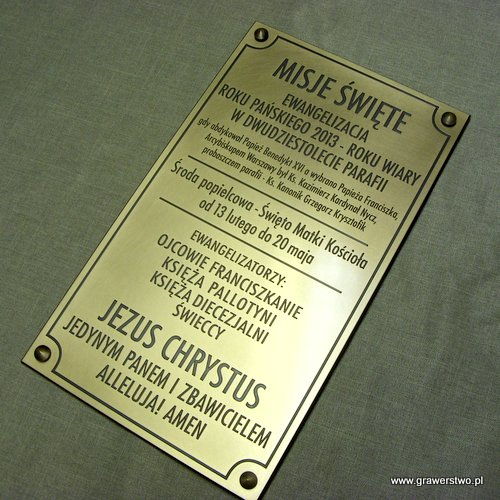 MISJE ŚWIĘTE
EWANGELIZACJA
ROKU PAŃSKIEGO 2013 - ROKU WIARY
W DWUDZIESTOLECIE PARAFII
gdy abdykował Papież Benedykt XVI a wybrano Papieża Franciszka,
Arcybiskupem Warszawy był Ks. Kazimierz Kardynał Nycz,
proboszczem parafii - Ks. Kanonik Grzegorz Krysztofik
Środa popielcowa - Święto Matki Kościoła
od 13 lutego do 20 maja
EWANGELIZATORZY:
OJCOWIE FRANCISZKANIE
KSIĘŻA PALLOTYNI
KSIĘŻA DIECEZJALNI
ŚWIECCY
JEZUS CHRYSTUS
JEDYNYM PANEM I ZBAWICIELEM
ALLELUJA! AMEN
www.grawerstwo.pl